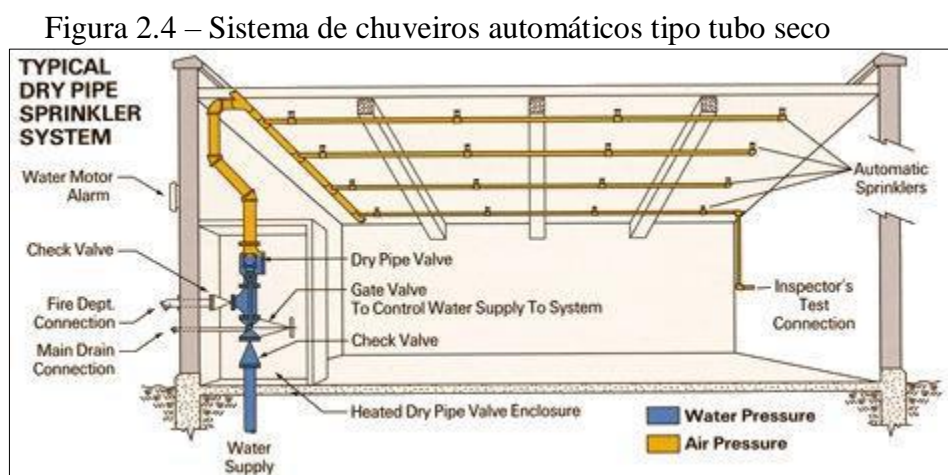 Figura 2.4 – Sistema de chuveiros automáticos tipo tubo seco
TYPICAL
DRY PIPE
SPRINKLER
SYSTEM
Water Motor
Alarm
Check Valve
Fire Dept.
Connection
Main Drain
Connection
Dry Pipe Valve
Gate Valve
To Control Water Supply To System
Check Valve
Heated Dry Pipe Valve Enclosure
Water
Supply
Automatic
Sprinklers
Inspector's
Test
Connection
Water Pressure
Air Pressure